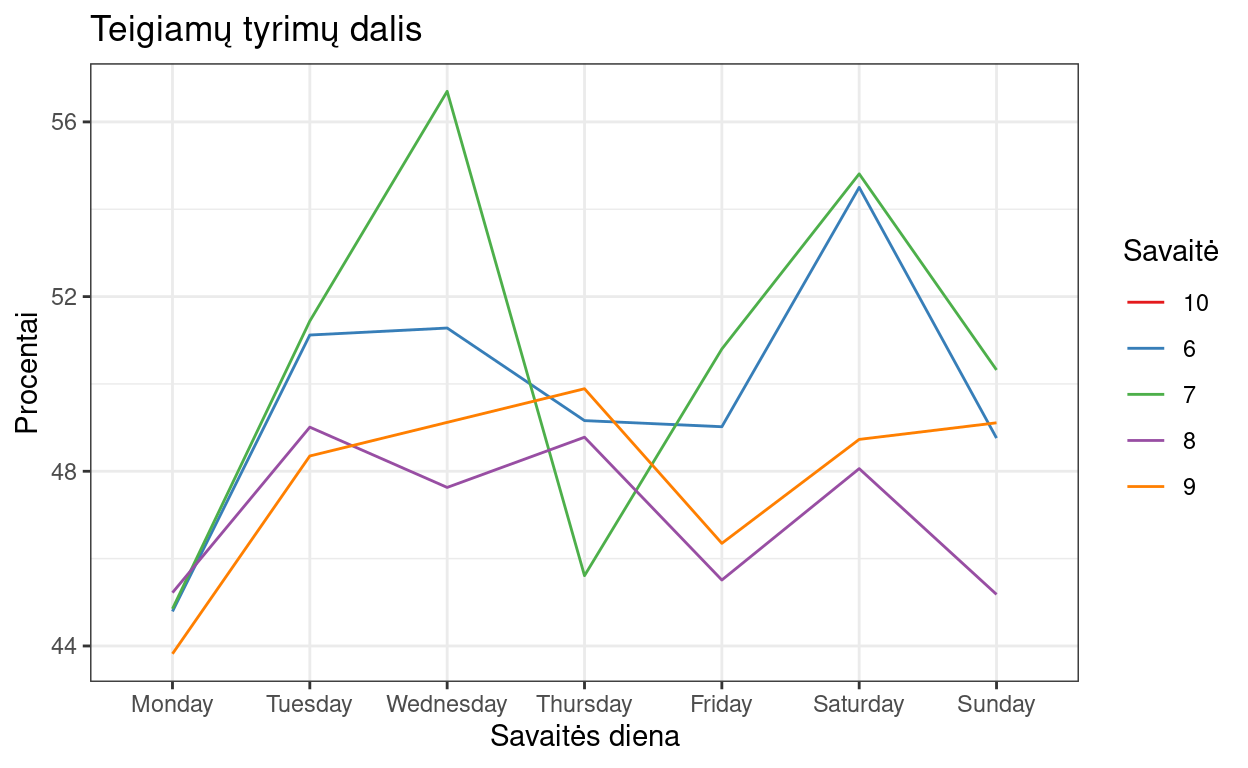 Teigiamų tyrimų dalis
Procentai
56
52
48
44
Monday Tuesday Wednesday Thursday Friday Saturday Sunday
Savaitės diena
Savaitė
10
6
7
8
9